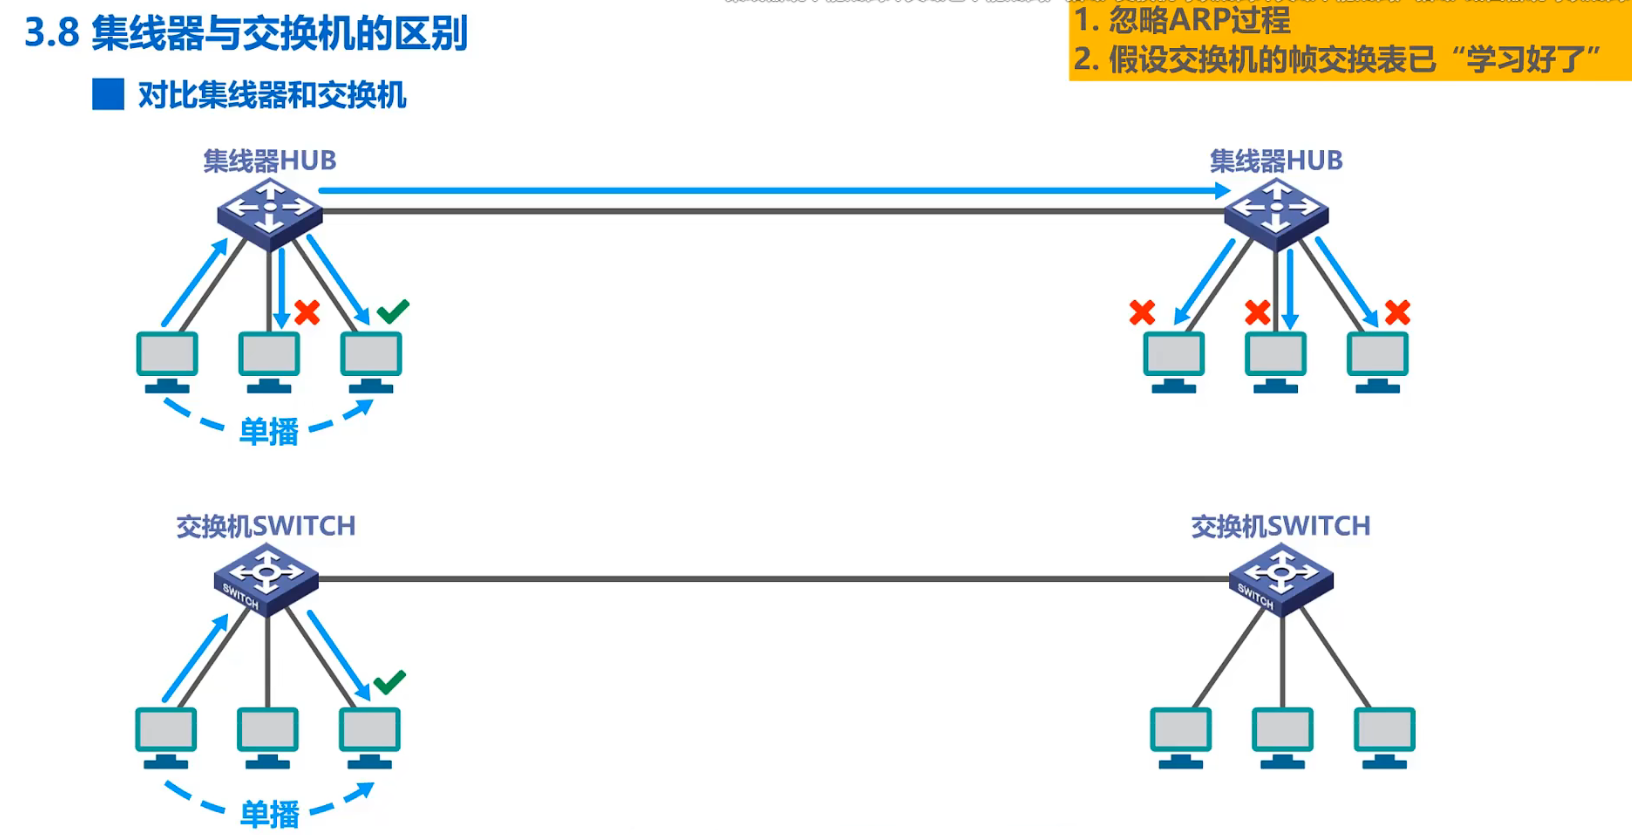 3.8 集线器与交换机的区别
1. 忽略ARP过程
2. 假设交换机的帧交换表已“学习好了”
对比集线器和交换机
集线器HUB
集线器HUB
单播
交换机SWITCH
交换机SWITCH
SWITCH
SWITCH
单播